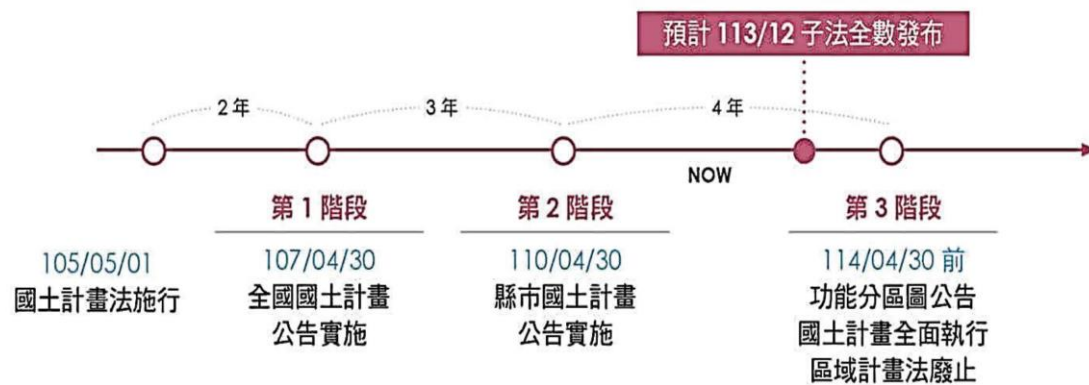 預計 113/12 子法全數發布
2 年
3 年
4 年
NOW
105/05/01
國土計畫法施行
第 1 階段
107/04/30
全國國土計畫
公告實施
第 2 階段
110/04/30
縣市國土計畫
公告實施
第 3 階段
114/04/30 前
功能分區圖公告
國土計畫全面執行
區域計畫法廢止